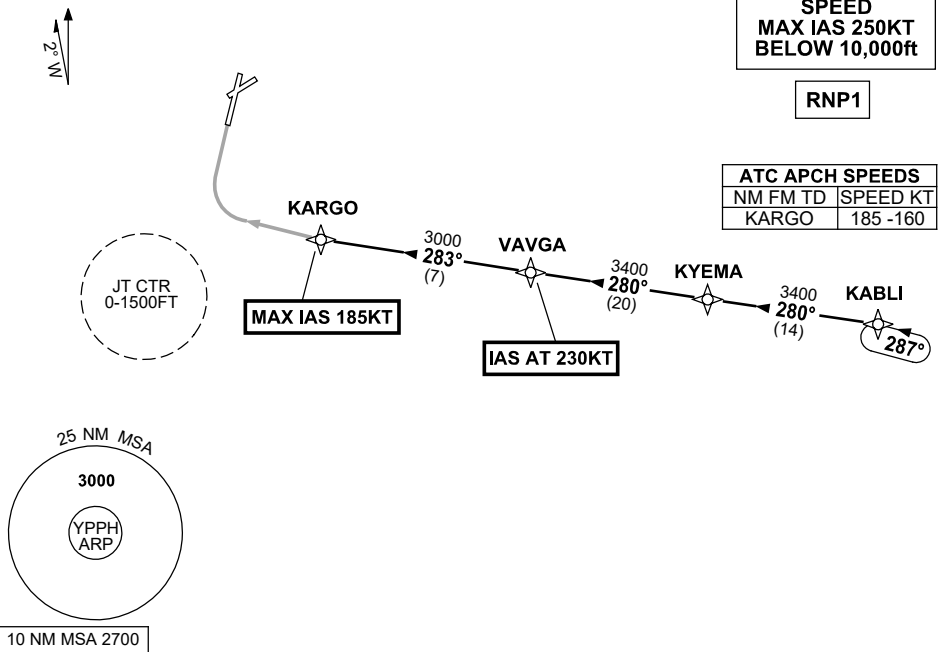 SPEED
MAX IAS 250KT
BELOW 10,000ft
2° W
RNP1
ATC APCH SPEEDS
NM FM TD SPEED KT
KARGO 185 -160
KARGO
3000
283°
(7)
VAVGA
3400
280°
(20)
KYEMA
3400
280°
(14)
KABLI
287°
JT CTR
0-1500FT
MAX IAS 185KT
IAS AT 230KT
25 NM MSA
3000
YPPH
ARP
10 NM MSA 2700